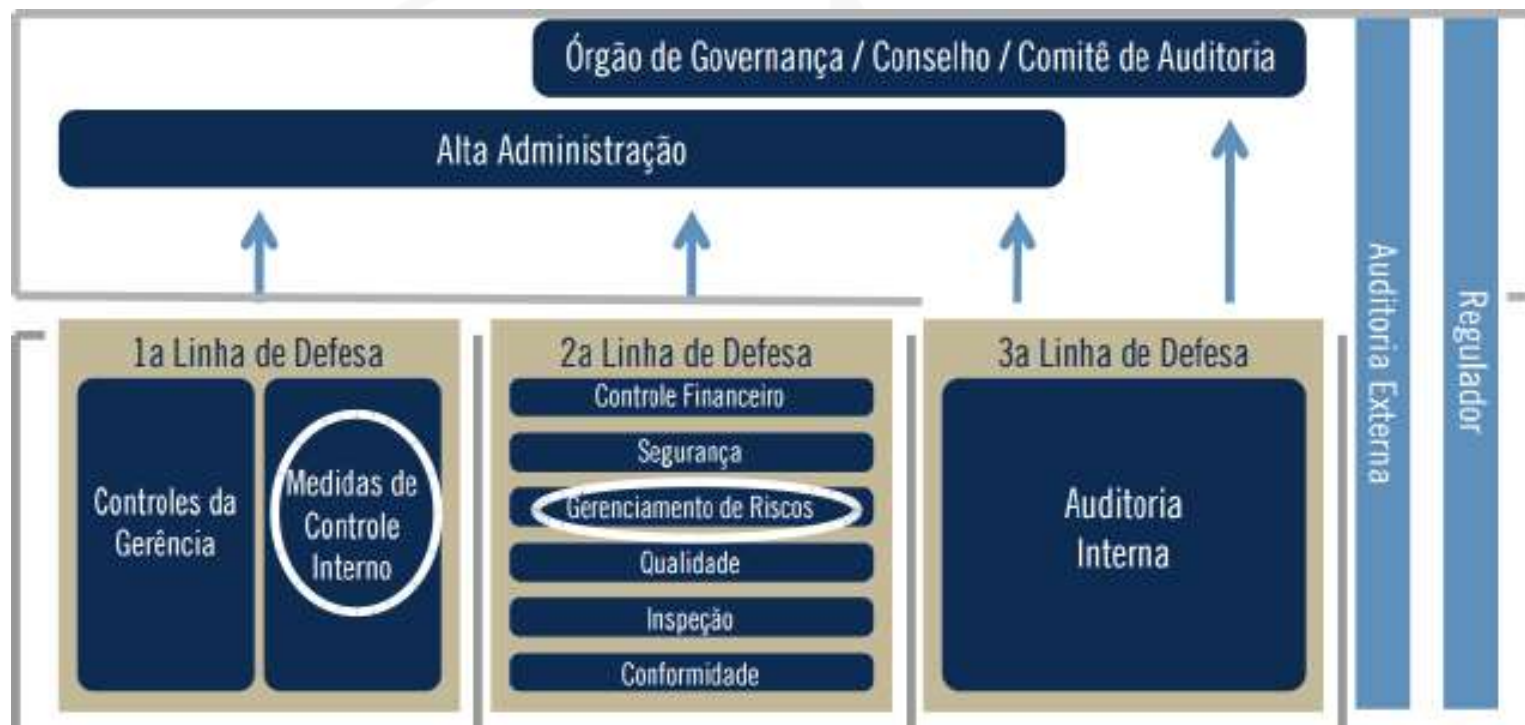 Órgão de Governança / Conselho / Comitê de Auditoria
Alta Administração
1a Linha de Defesa
Controles da
Gerência
Medidas de
Controle
Interno
2a Linha de Defesa
Controle Financeiro
Segurança
Gerenciamento de Riscos
Qualidade
Inspeção
Conformidade
3a Linha de Defesa
Auditoria
Interna
Auditoria Externa
Regulador